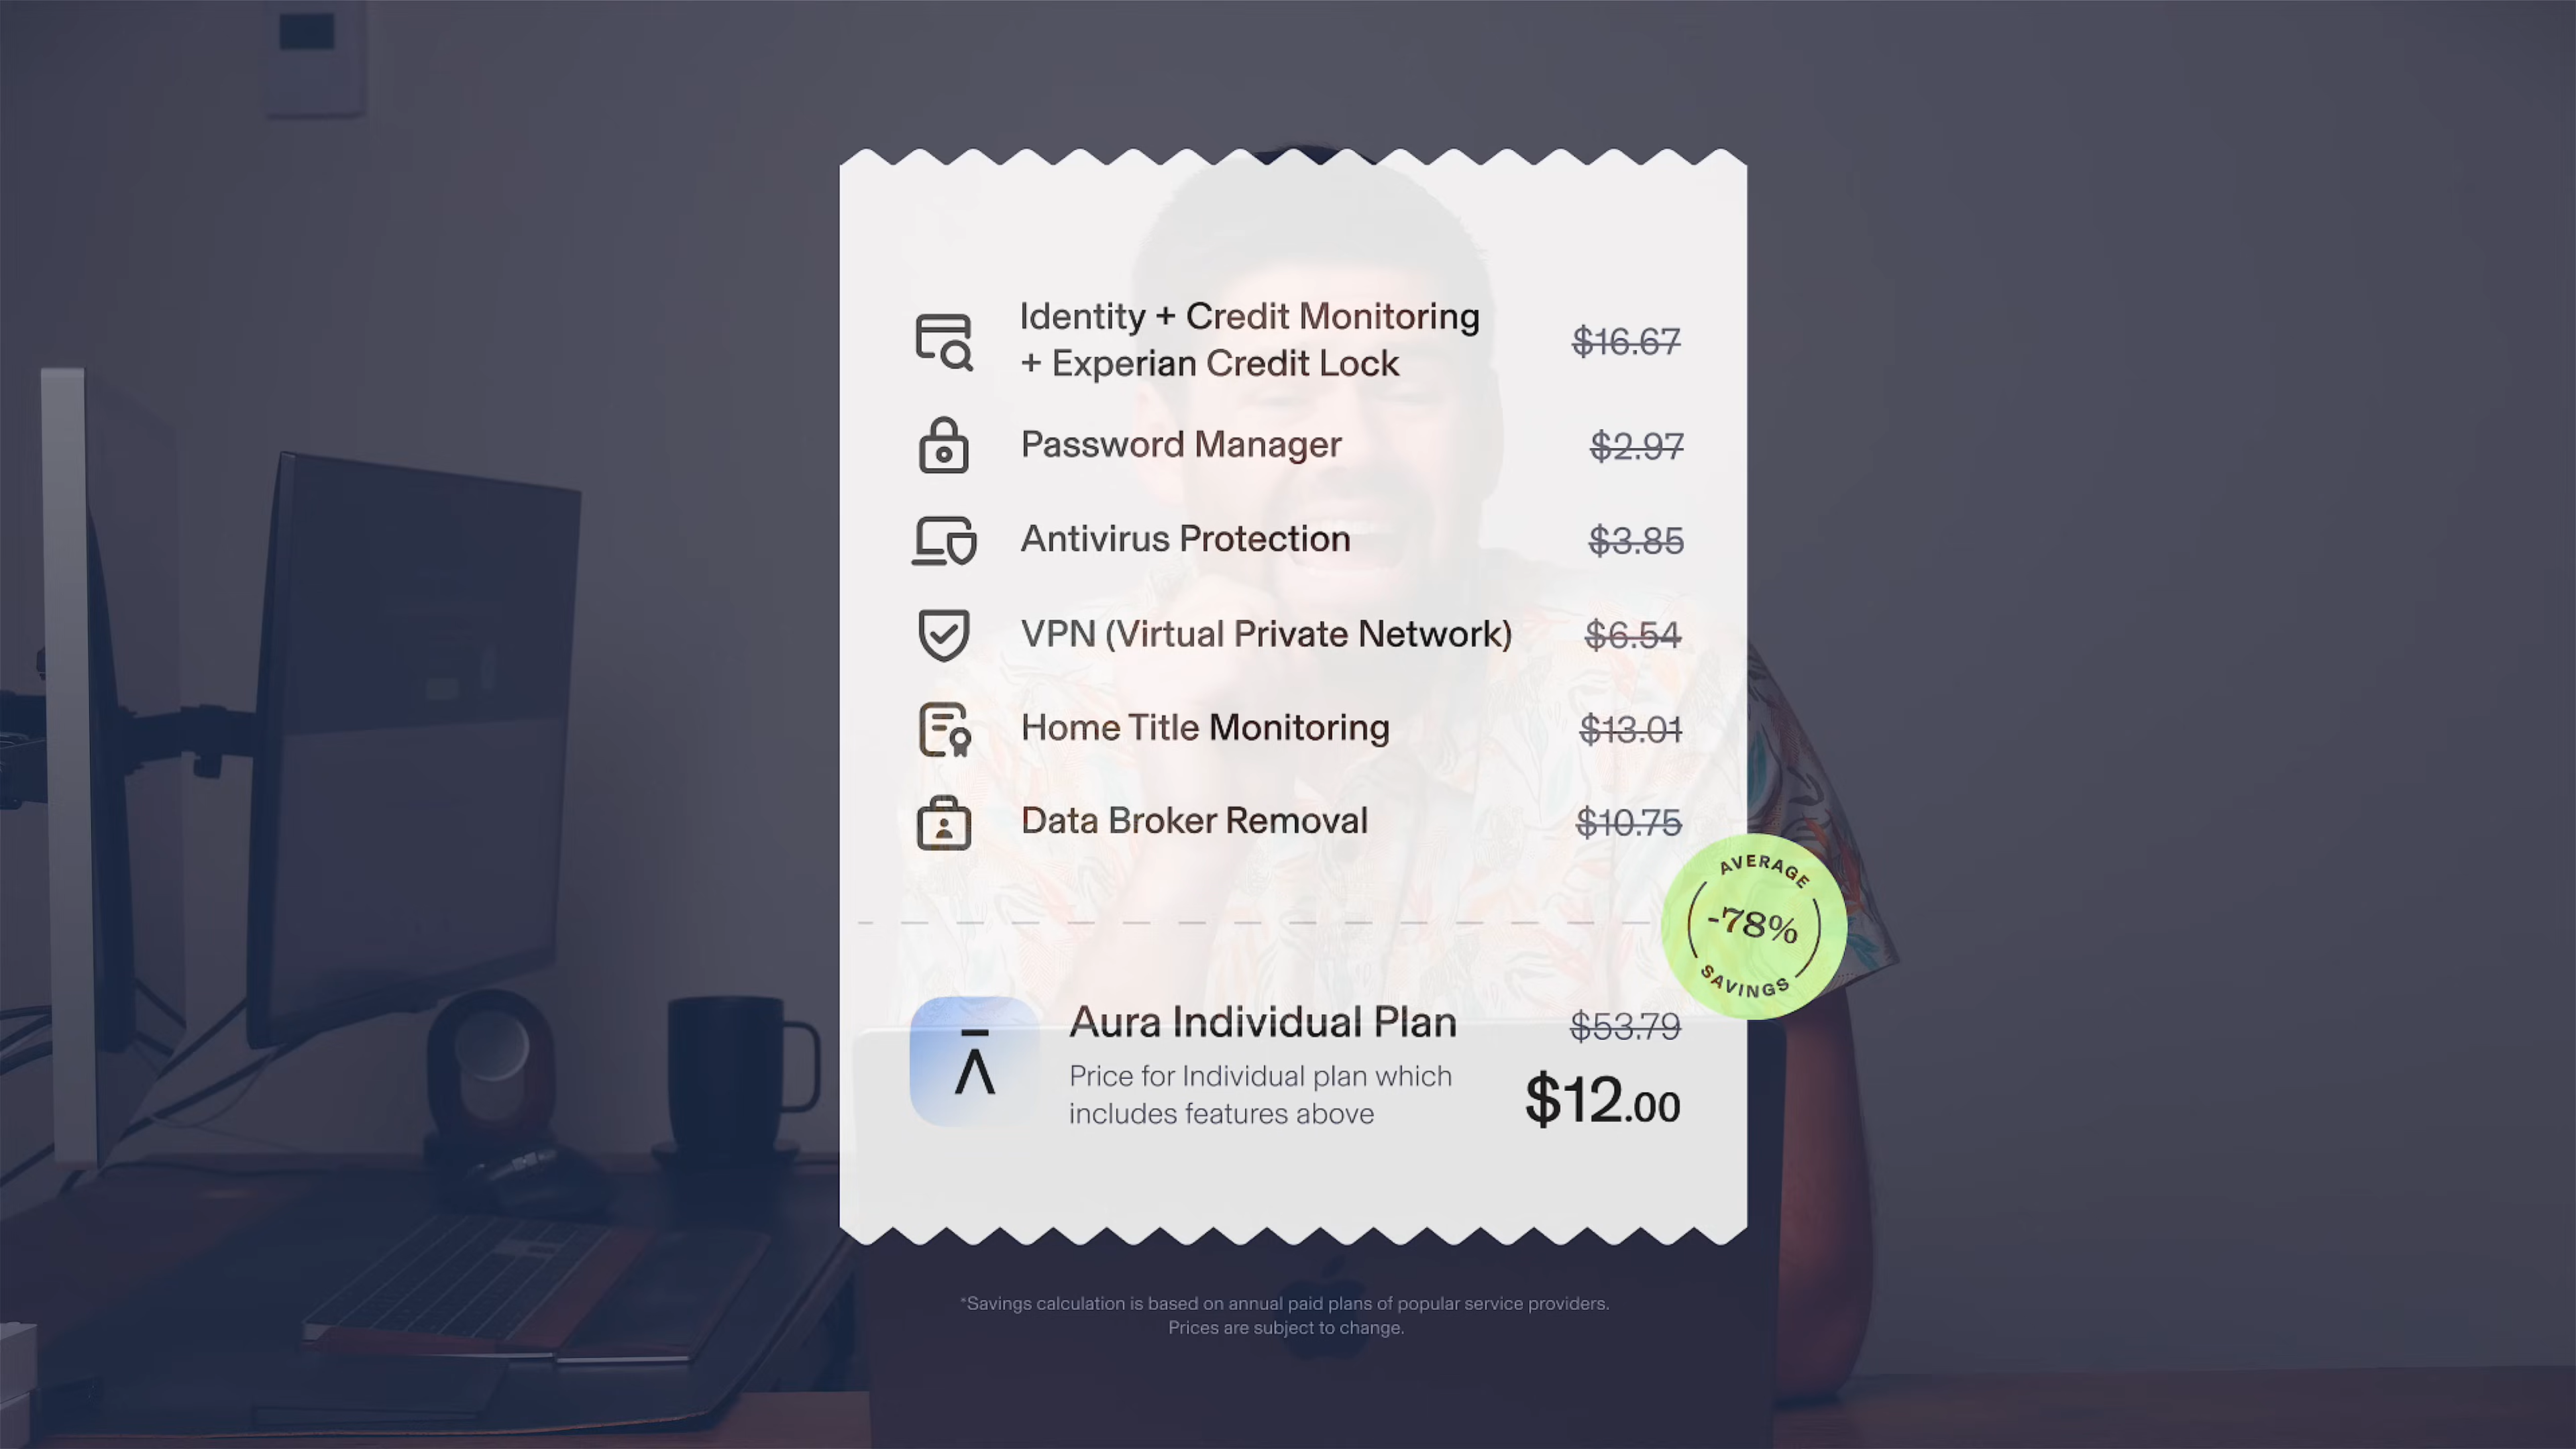 Identity + Credit Monitoring
+ Experian Credit Lock
$16.67
Password Manager
$2.97
Antivirus Protection
$3.85
VPN (Virtual Private Network)
$6.54
Home Title Monitoring
$13.01
Data Broker Removal
$10.75
AVERAGE
-78%
SAVINGS
Aura Individual Plan
$53.79
Price for Individual plan which
includes features above
$12.00
*Savings calculation is based on annual paid plans of popular service providers.
Prices are subject to change.